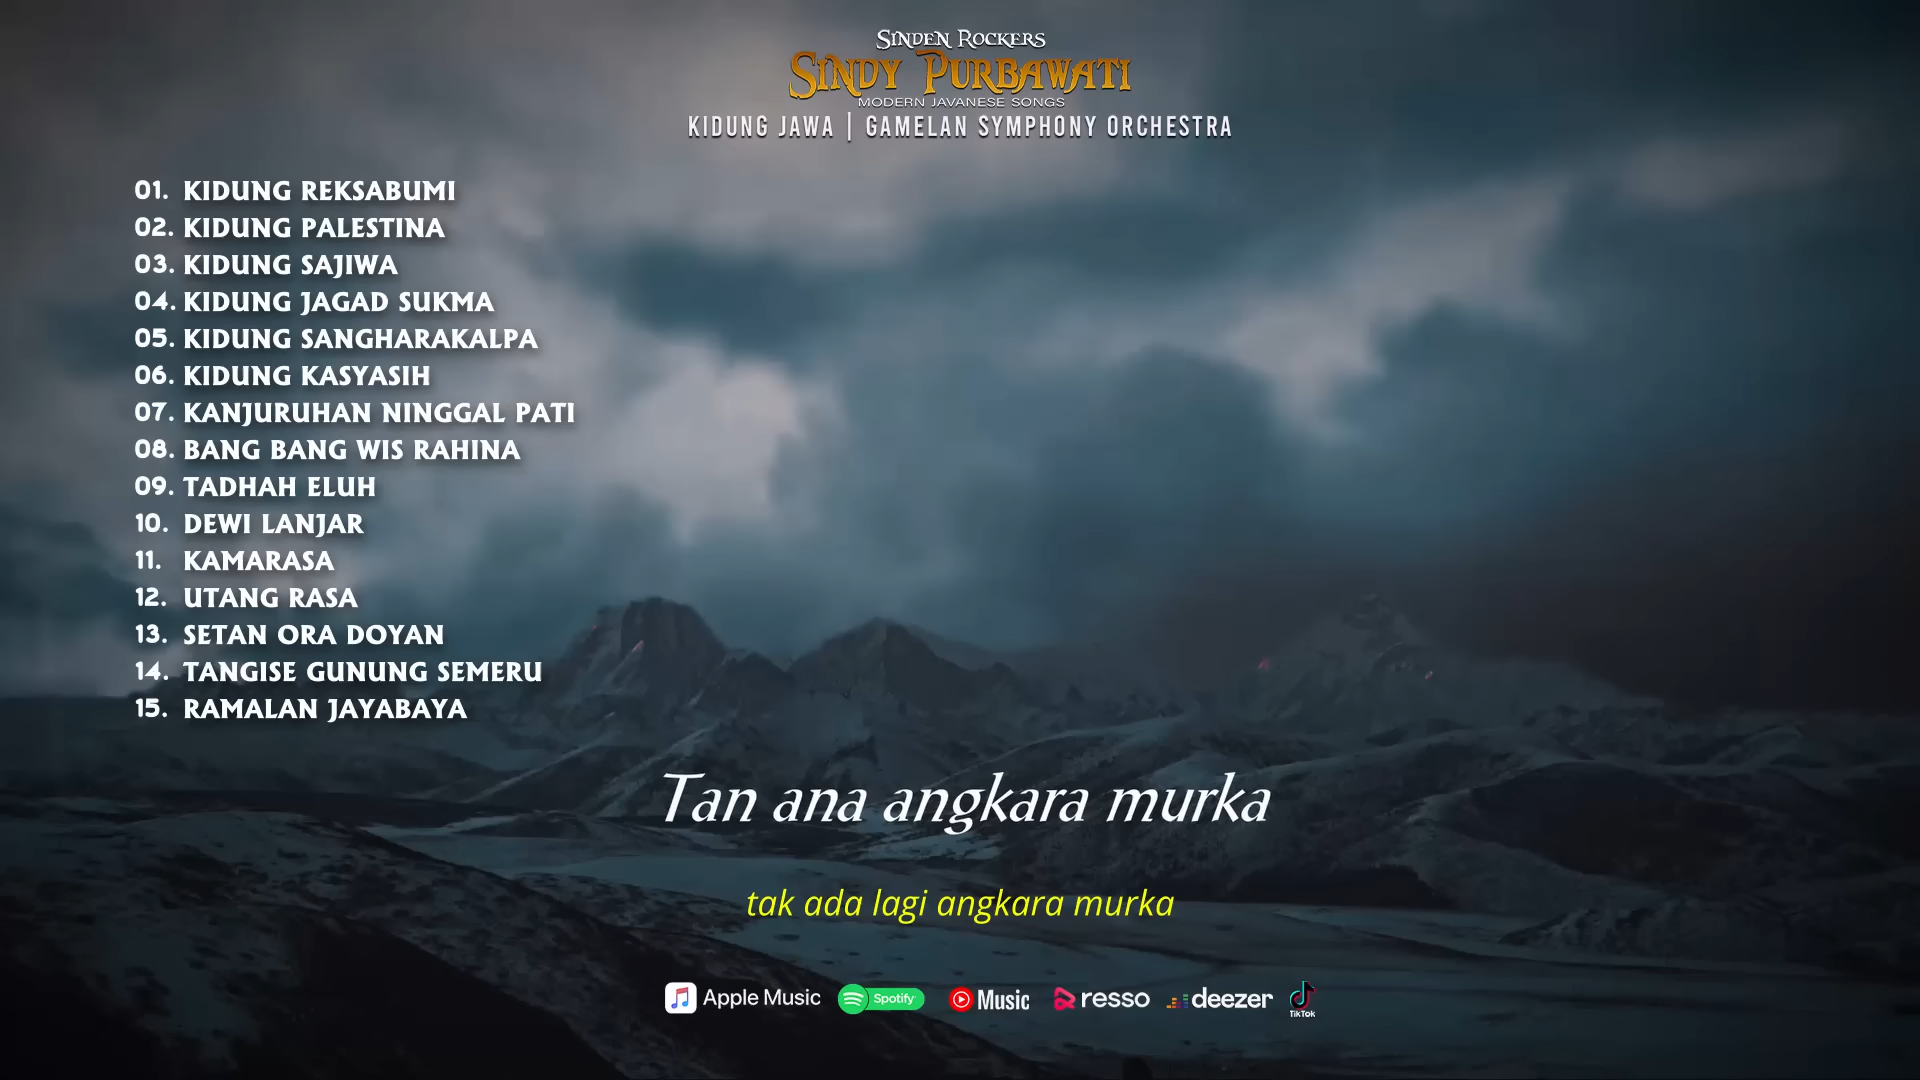 SINDEN ROCKERS
SINDY PURBAWATI
MODERN JAVANESE SONGS
KIDUNG JAWA | GAMELAN SYMPHONY ORCHESTRA
01. KIDUNG REKSABUMI
02. KIDUNG PALESTINA
03. KIDUNG SAJIWA
04. KIDUNG JAGAD SUKMA
05. KIDUNG SANGHARAKALPA
06. KIDUNG KASYASIH
07. KANJURUHAN NINGGAL PATI
08. BANG BANG WIS RAHINA
09. TADHAH ELUH
10. DEWI LANJAR
11. KAMARASA
12. UTANG RASA
13. SETAN ORA DOYAN
14. TANGISE GUNUNG SEMERU
15. RAMALAN JAYABAYA
Tan ana angkara murka
tak ada lagi angkara murka
Apple Music Spotify Music resso deezer TikTok